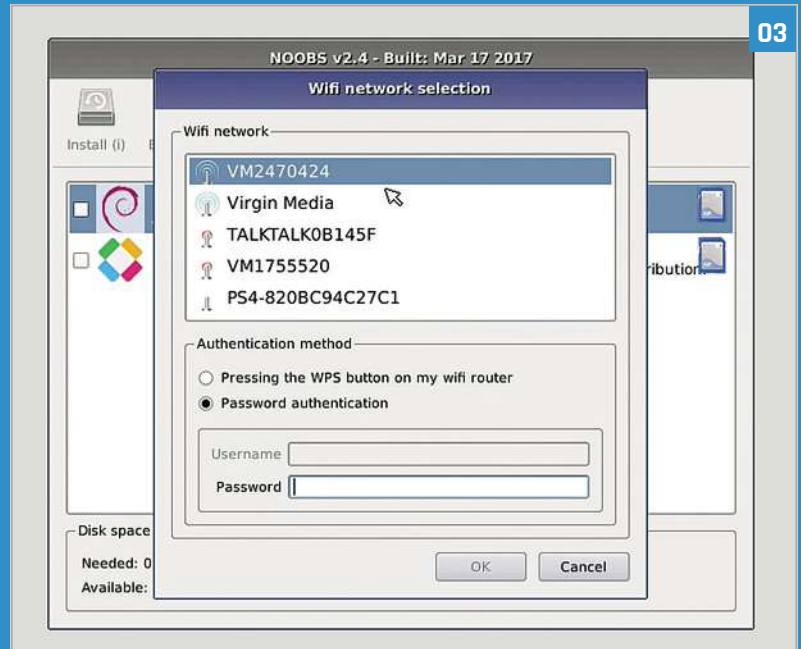 03
NOOBS v2.4 - Built: Mar 17 2017
Wifi network selection
Install (i)
Wifi network
VM2470424
Virgin Media
TALKTALK0B145F
VM1755520
PS4-820BC94C27C1
ribution.
Authentication method
Pressing the WPS button on my wifi router
Password authentication
Username
Password
Disk space
Needed: 0
Available:
OK Cancel